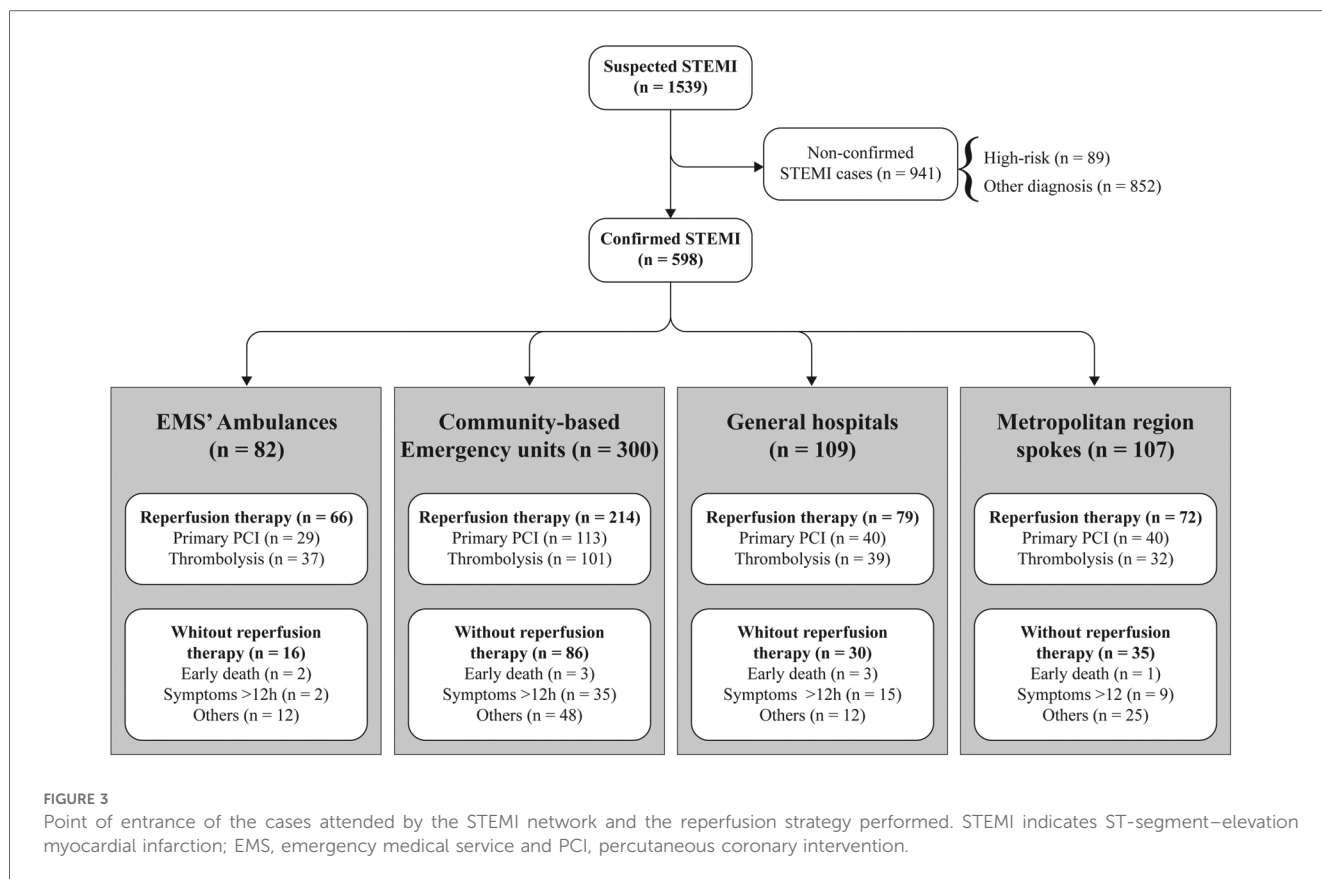 Suspected STEMI
(n = 1539)
Non-confirmed
STEMI cases (n = 941)
High-risk (n = 89)
Other diagnosis (n = 852)
Confirmed STEMI
(n = 598)
EMS’ Ambulances
(n = 82)
Reperfusion therapy (n = 66)
Primary PCI (n = 29)
Thrombolysis (n = 37)
Whitout reperfusion
therapy (n = 16)
Early death (n = 2)
Symptoms >12h (n = 2)
Others (n = 12)
Community-based
Emergency units (n = 300)
Reperfusion therapy (n = 214)
Primary PCI (n = 113)
Thrombolysis (n = 101)
Without reperfusion
therapy (n = 86)
Early death (n = 3)
Symptoms >12h (n = 35)
Others (n = 48)
General hospitals
(n = 109)
Reperfusion therapy (n = 79)
Primary PCI (n = 40)
Thrombolysis (n = 39)
Whitout reperfusion
therapy (n = 30)
Early death (n = 3)
Symptoms >12h (n = 15)
Others (n = 12)
Metropolitan region
spokes (n = 107)
Reperfusion therapy (n = 72)
Primary PCI (n = 40)
Thrombolysis (n = 32)
Without reperfusion
therapy (n = 35)
Early death (n = 1)
Symptoms >12 (n = 9)
Others (n = 25)
FIGURE 3
Point of entrance of the cases attended by the STEMI network and the reperfusion strategy performed. STEMI indicates ST-segment–elevation
myocardial infarction; EMS, emergency medical service and PCI, percutaneous coronary intervention.